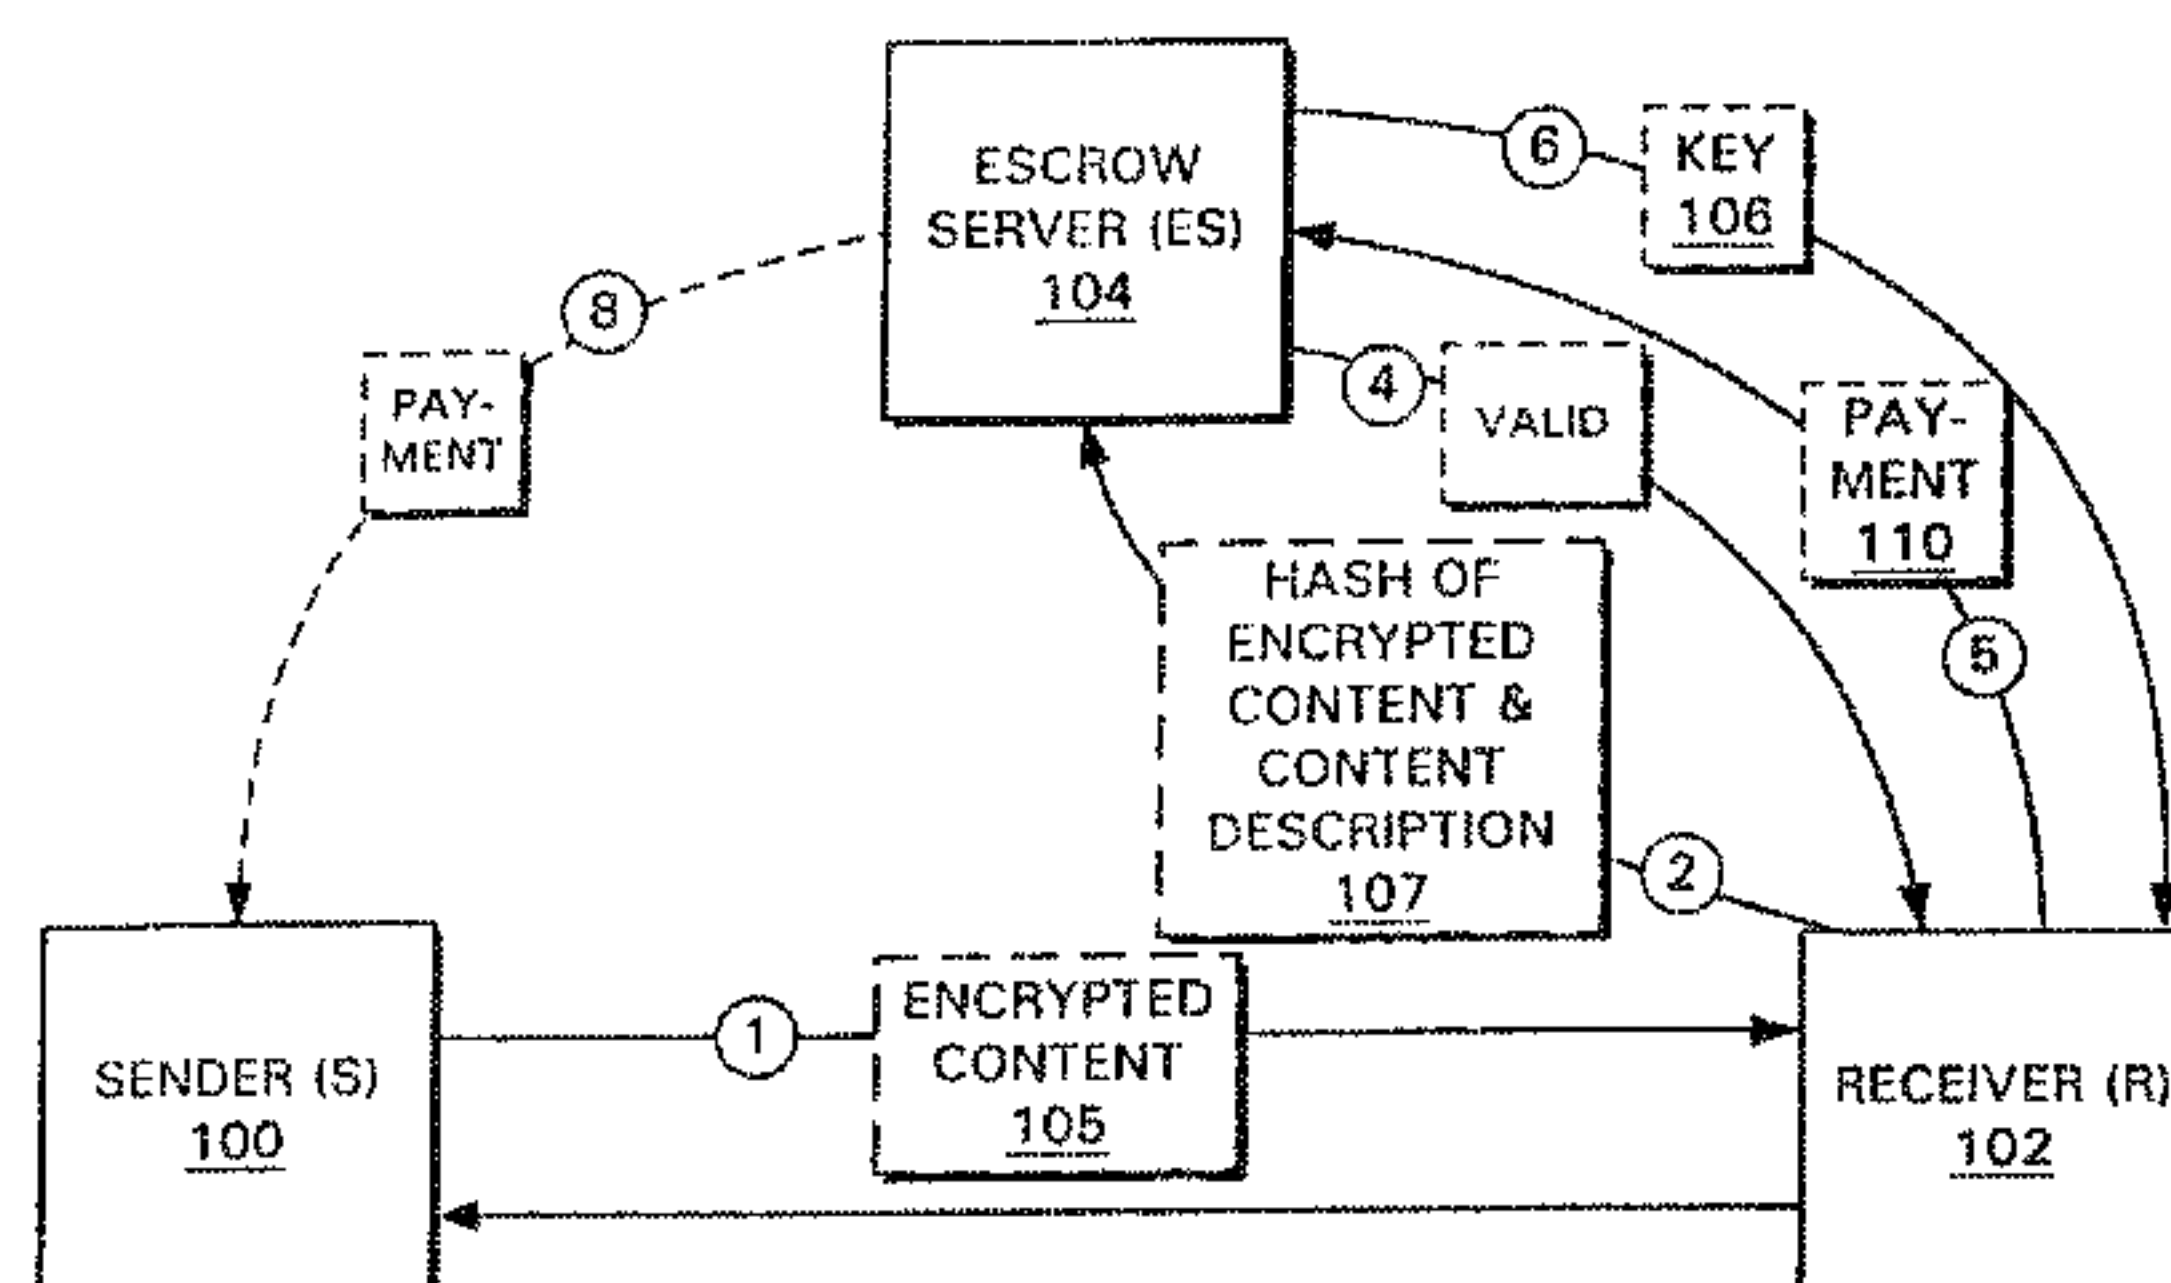 ESCROW
SERVER (ES)
104
6
KEY
106
8
PAY-
MENT
4
VALID
PAY-
MENT
110
5
HASH OF
ENCRYPTED
CONTENT &
CONTENT
DESCRIPTION
107
2
SENDER (S)
100
1
ENCRYPTED
CONTENT
105
RECEIVER (R)
102